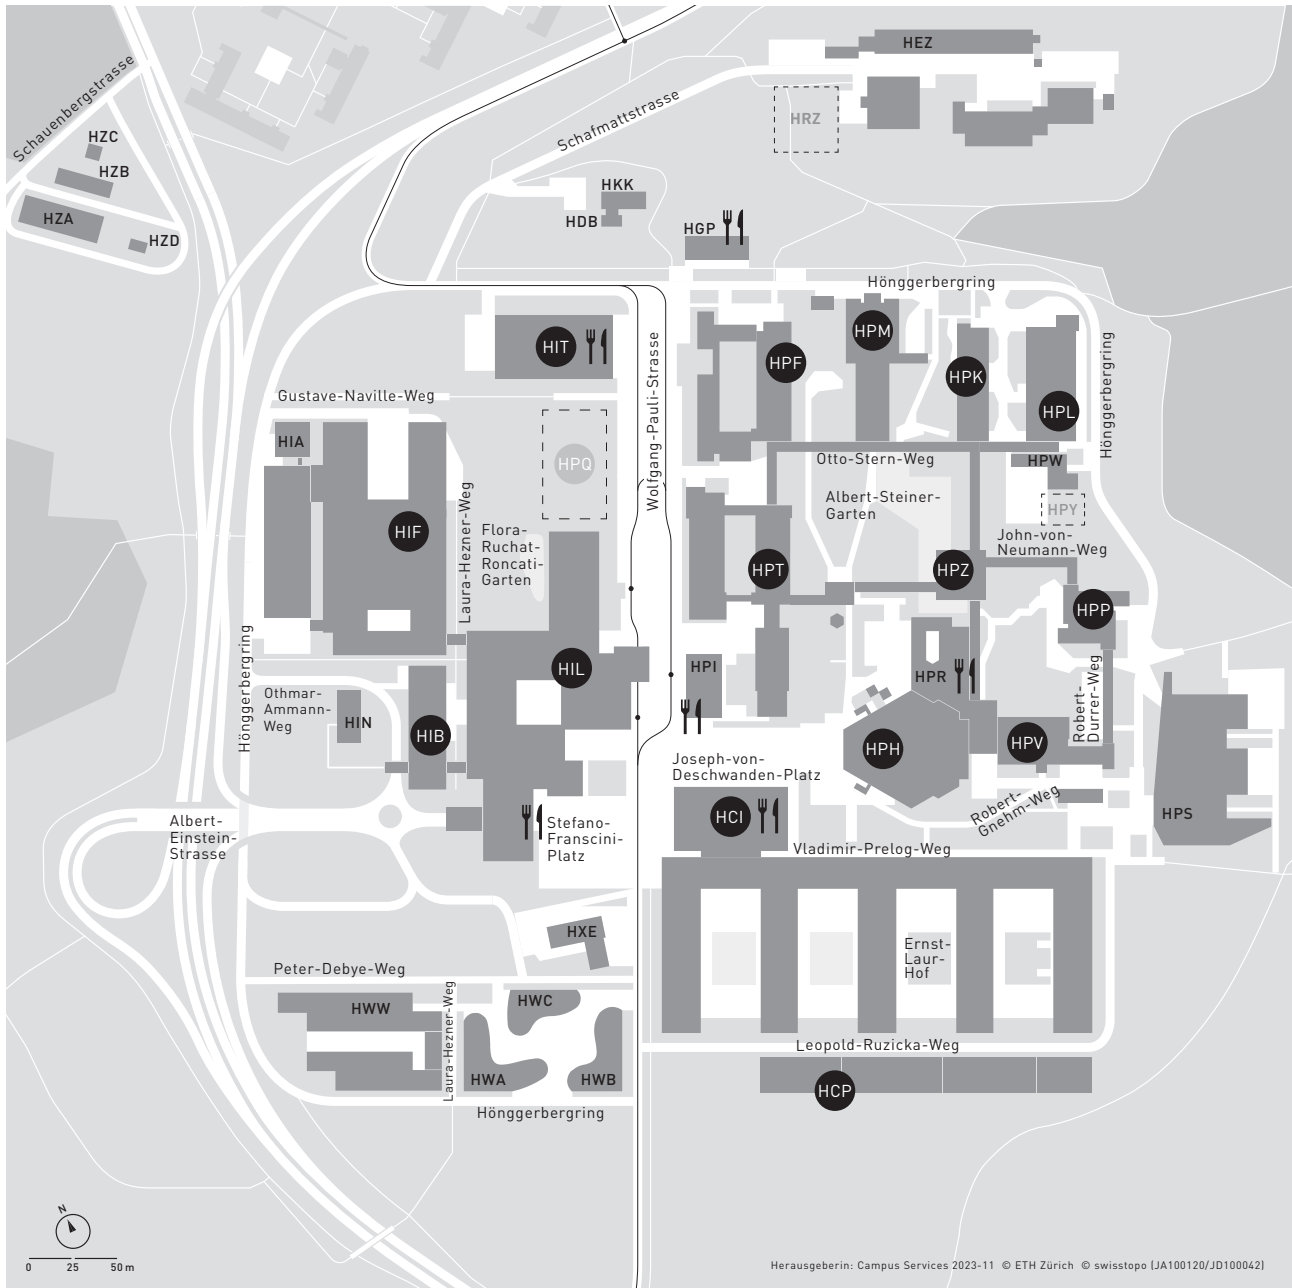 HEZ
Schauenbergstrasse
Schafmattstrasse
HRZ
HZC
HZB
HZA
HZD
HKK
HDB
HGP
Hönggerbergring
HIT
HPM
HPF
HPK
HPL
Wolfgang-Pauli-Strasse
Hönggerbergring
Gustave-Naville-Weg
HIA
HPQ
Otto-Stern-Weg
HPW
Laura-Hezner-Weg
Albert-Steiner-
Garten
HPY
HIF
Flora-
Ruchat-
Roncati-
Garten
John-von-
Neumann-Weg
HPT
HPZ
HPP
Hönggerbergring
HIL
HPI
HPR
Robert-
Durrer-Weg
Othmar-
Ammann-
Weg
HIN
HIB
HPH
HPV
Joseph-von-
Deschwanden-Platz
Robert-
Gnehm-Weg
HPS
Albert-
Einstein-
Strasse
Stefano-
Franscini-
Platz
HCI
Vladimir-Prelog-Weg
HXE
Ernst-
Laur-
Hof
Peter-Debye-Weg
HWW
Laura-Hezner-Weg
HWC
HWA
HWB
Leopold-Ruzicka-Weg
HCP
Hönggerbergring
N
0 25 50 m
Herausgeberin: Campus Services 2023-11 © ETH Zürich © swisstopo (JA100120/JD100042)